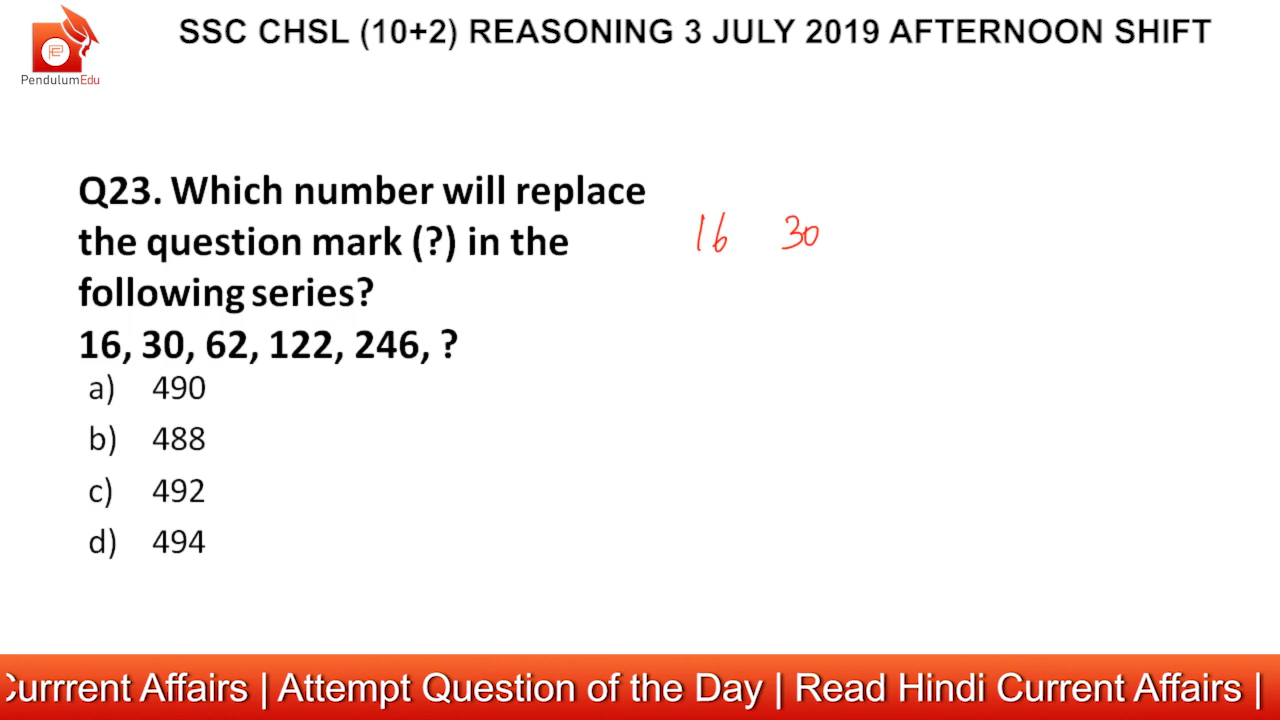 SSC CHSL (10+2) REASONING 3 JULY 2019 AFTERNOON SHIFT
PendulumEdu
Q23. Which number will replace
the question mark (?) in the
following series?
16, 30, 62, 122, 246, ?
16 30
a) 490
b) 488
c) 492
d) 494
Currrent Affairs | Attempt Question of the Day | Read Hindi Current Affairs |